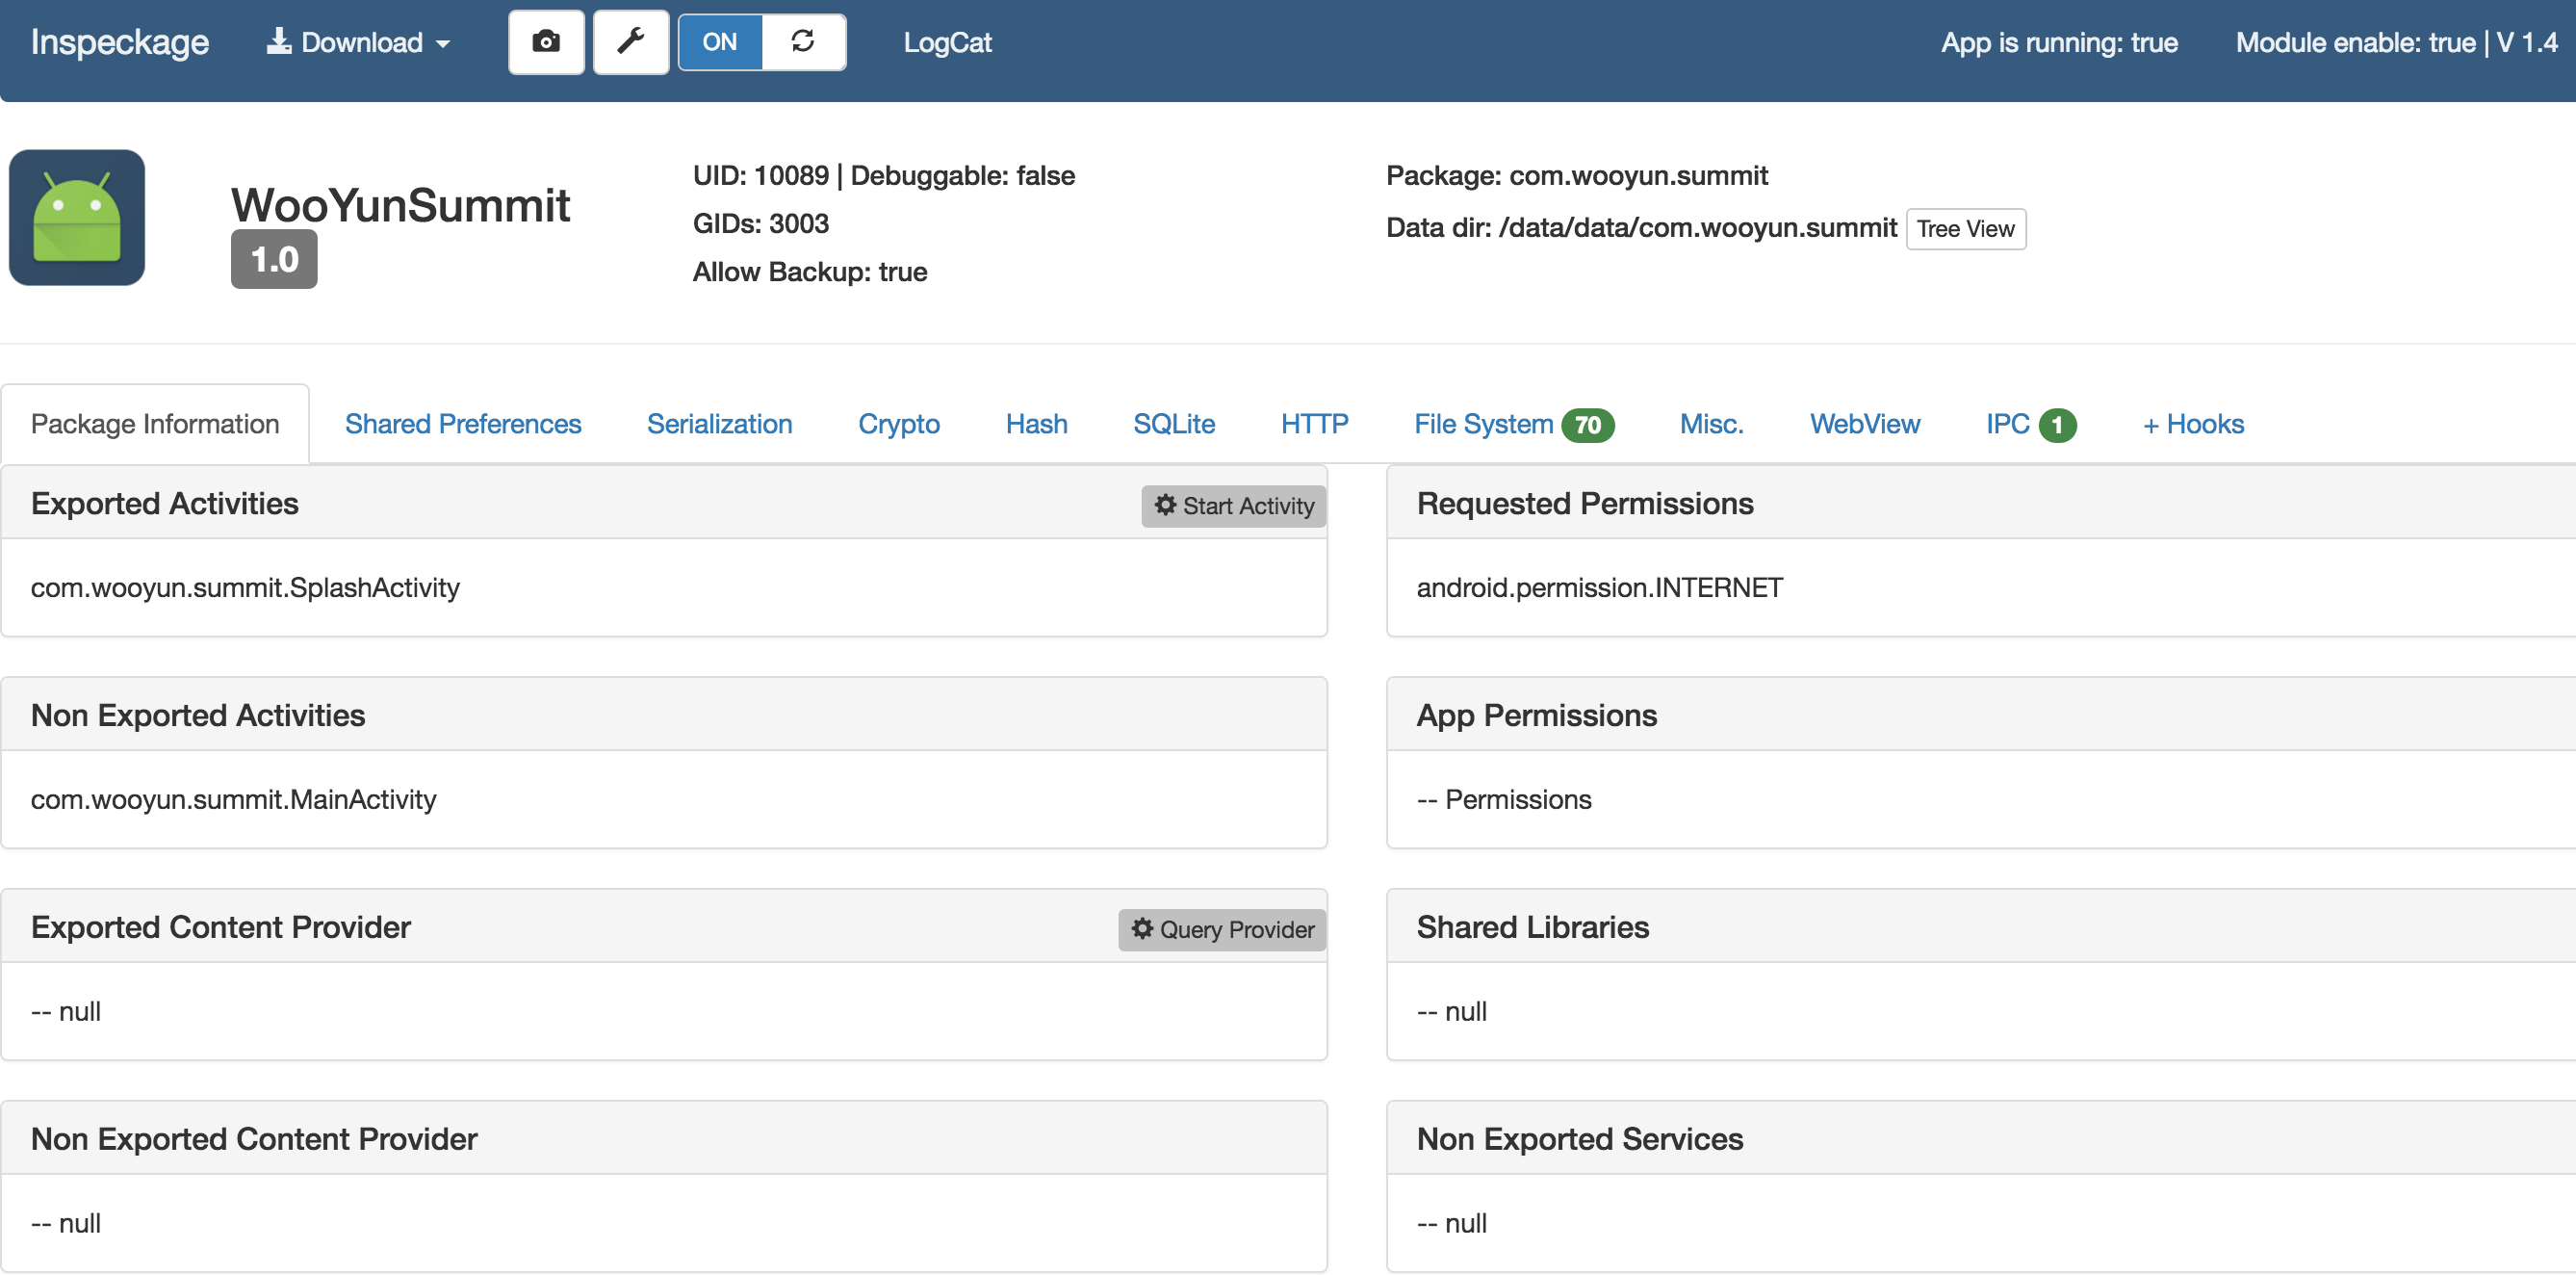 Inspeckage Download ON LogCat App is running: true Module enable: true | V 1.4
WooYunSummit
1.0
UID: 10089 | Debuggable: false
GIDs: 3003
Allow Backup: true
Package: com.wooyun.summit
Data dir: /data/data/com.wooyun.summit Tree View
Package Information Shared Preferences Serialization Crypto Hash SQLite HTTP File System 70 Misc. WebView IPC 1 + Hooks
Exported Activities Start Activity
com.wooyun.summit.SplashActivity
Requested Permissions
android.permission.INTERNET
Non Exported Activities
com.wooyun.summit.MainActivity
App Permissions
-- Permissions
Exported Content Provider Query Provider
-- null
Shared Libraries
-- null
Non Exported Content Provider
-- null
Non Exported Services
-- null